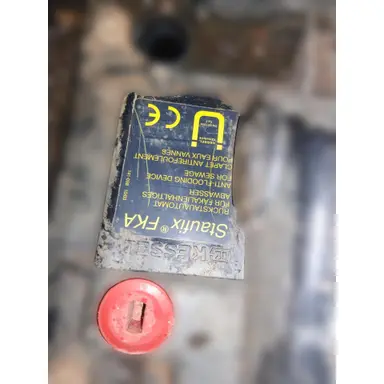 KESSEL
Staufix® FKA
RÜCKSTAUAUTOMAT
FÜR FÄKALIENHALTIGES
ABWASSER
ANTI-FLOODING DEVICE
FOR SEWAGE
CLAPET ANTIREFOULEMENT
POUR EAUX VANNES
CE
Ü